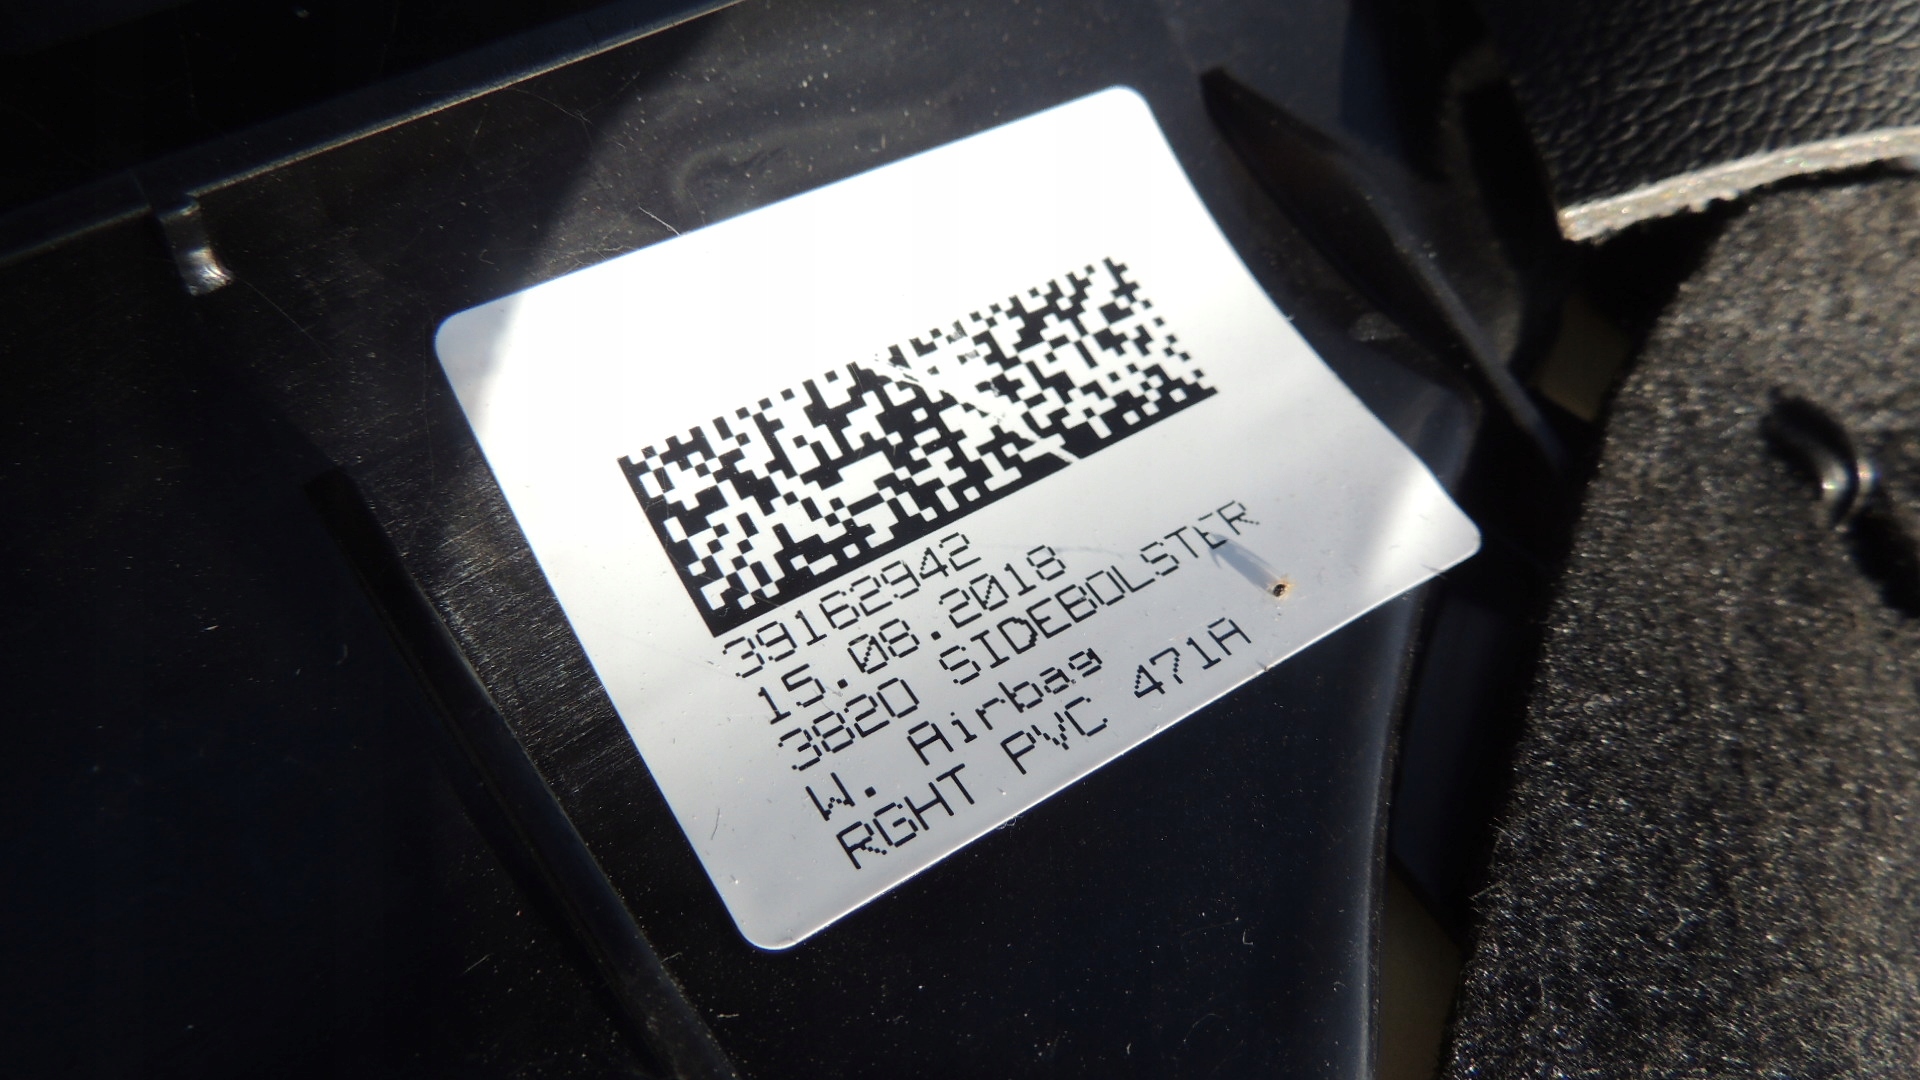 39162942
15.08.2018
3820 SIDEBOLSTER
W. Airbag
RGHT PVC 471A